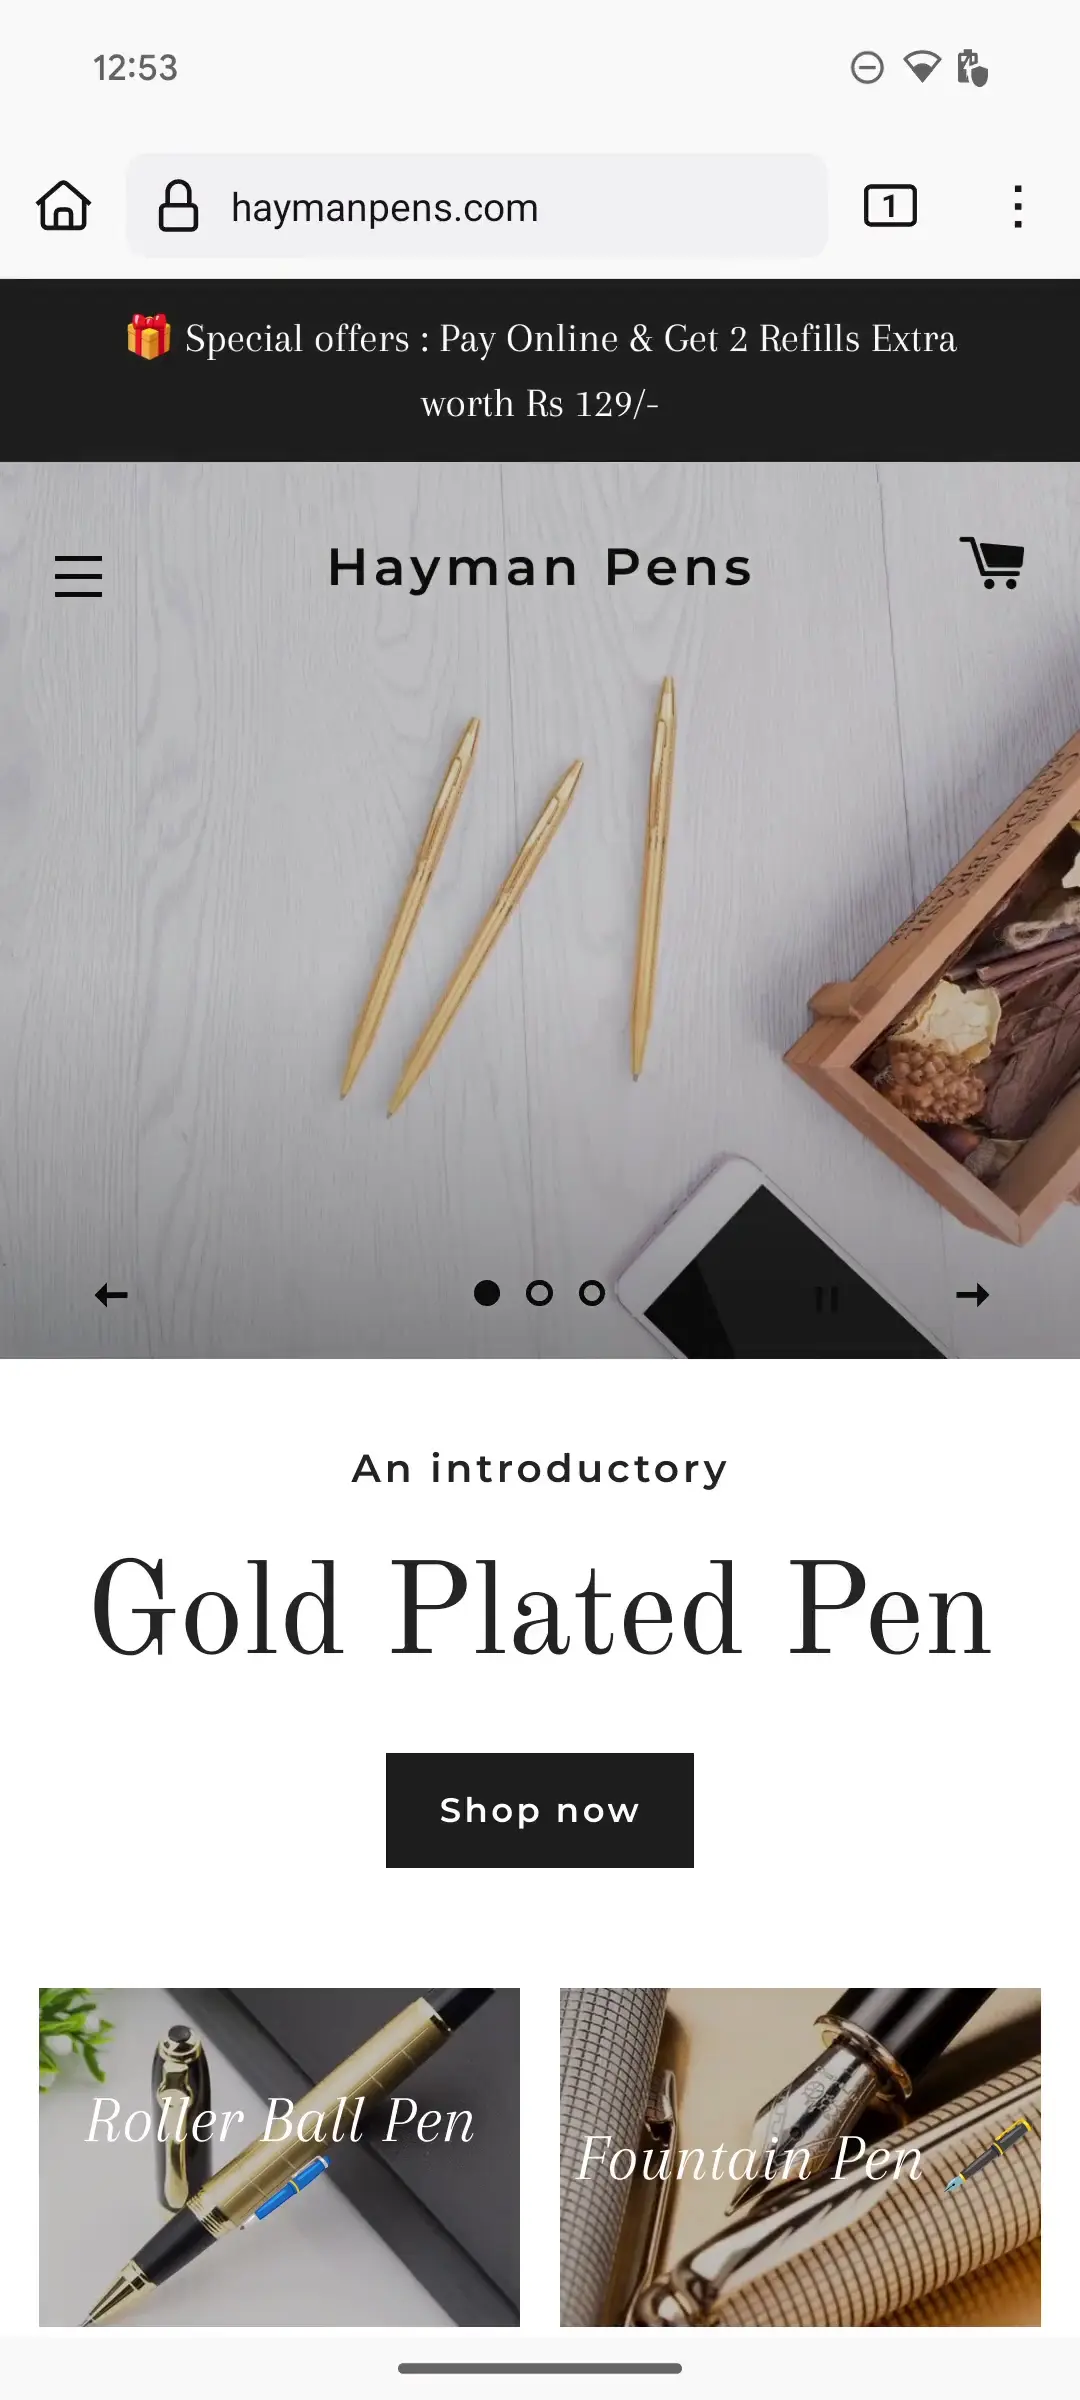 12:53
haymanpens.com
1
🎁 Special offers : Pay Online & Get 2 Refills Extra
worth Rs 129/-
Hayman Pens
An introductory
Gold Plated Pen
Shop now
Roller Ball Pen
Fountain Pen